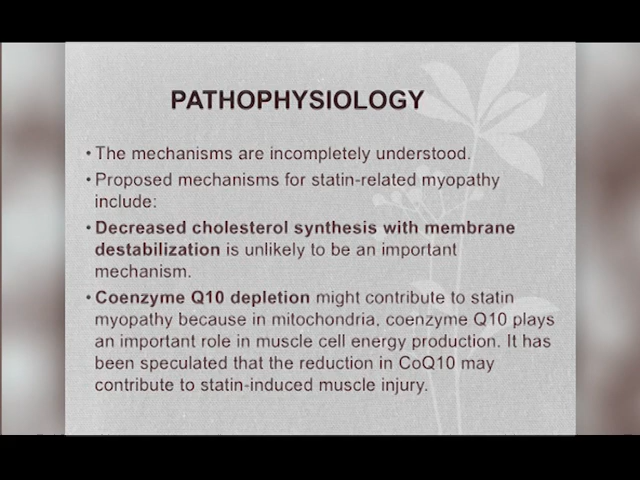 PATHOPHYSIOLOGY
• The mechanisms are incompletely understood.
• Proposed mechanisms for statin-related myopathy
include:
• Decreased cholesterol synthesis with membrane
destabilization is unlikely to be an important
mechanism.
• Coenzyme Q10 depletion might contribute to statin
myopathy because in mitochondria, coenzyme Q10 plays
an important role in muscle cell energy production. It has
been speculated that the reduction in CoQ10 may
contribute to statin-induced muscle injury.